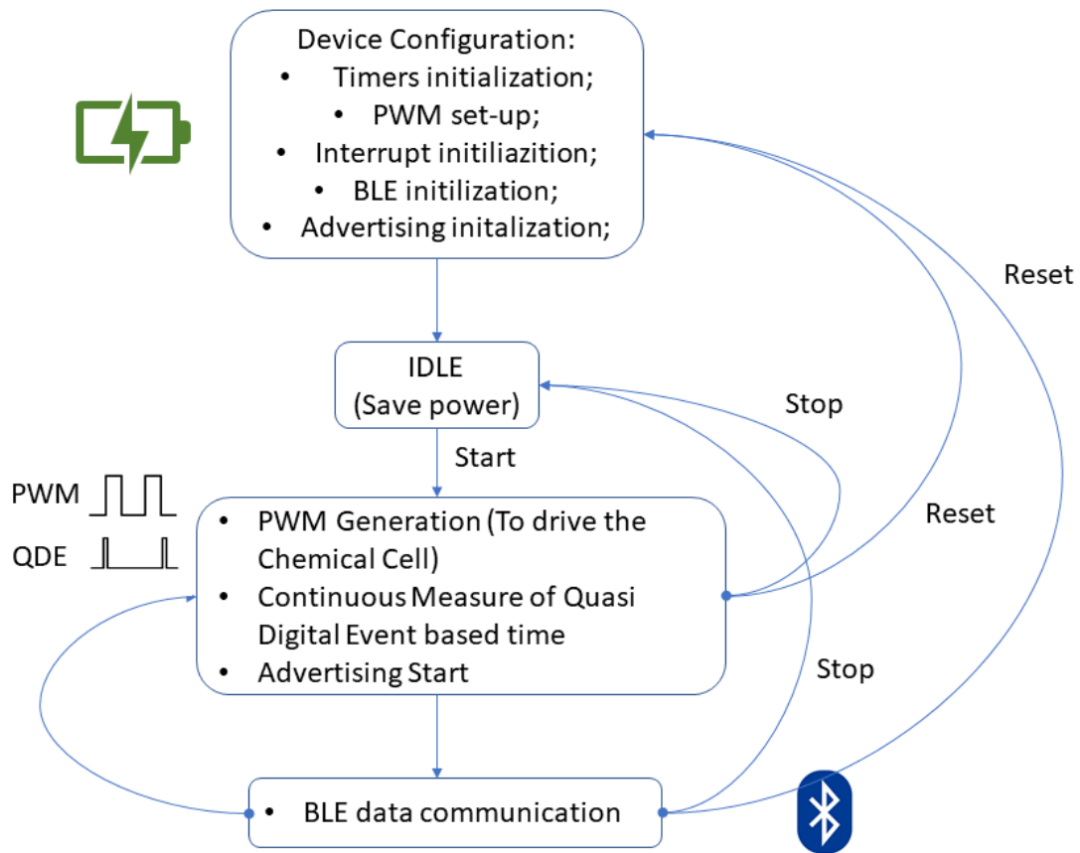 Device Configuration:
• Timers initialization;
• PWM set-up;
• Interrupt initiliazition;
• BLE initilization;
• Advertising initalization;
Reset
IDLE
(Save power)
Stop
Start
PWM
QDE
Reset
• PWM Generation (To drive the
Chemical Cell)
• Continuous Measure of Quasi
Digital Event based time
• Advertising Start
Stop
• BLE data communication